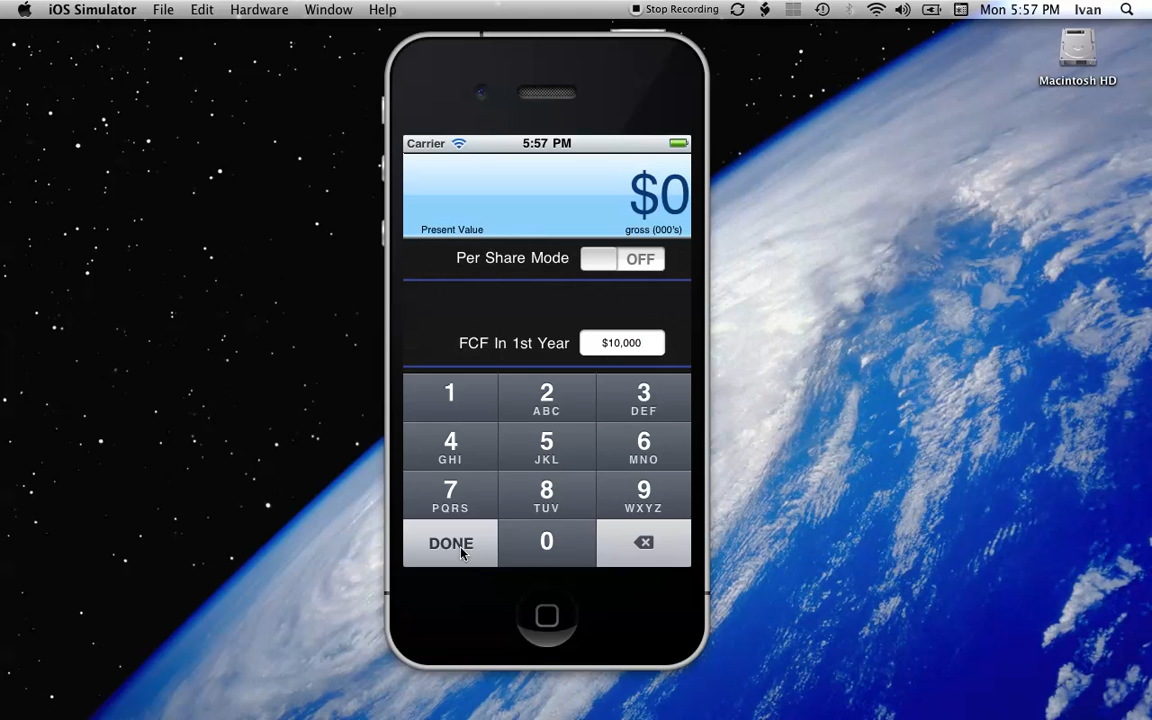 iOS Simulator File Edit Hardware Window Help Stop Recording Mon 5:57 PM Ivan
Macintosh HD
Carrier 5:57 PM
$0
Present Value gross (000's)
Per Share Mode OFF
FCF In 1st Year $10,000
1 2 3
ABC DEF
4 5 6
GHI JKL MNO
7 8 9
PQRS TUV WXYZ
DONE 0